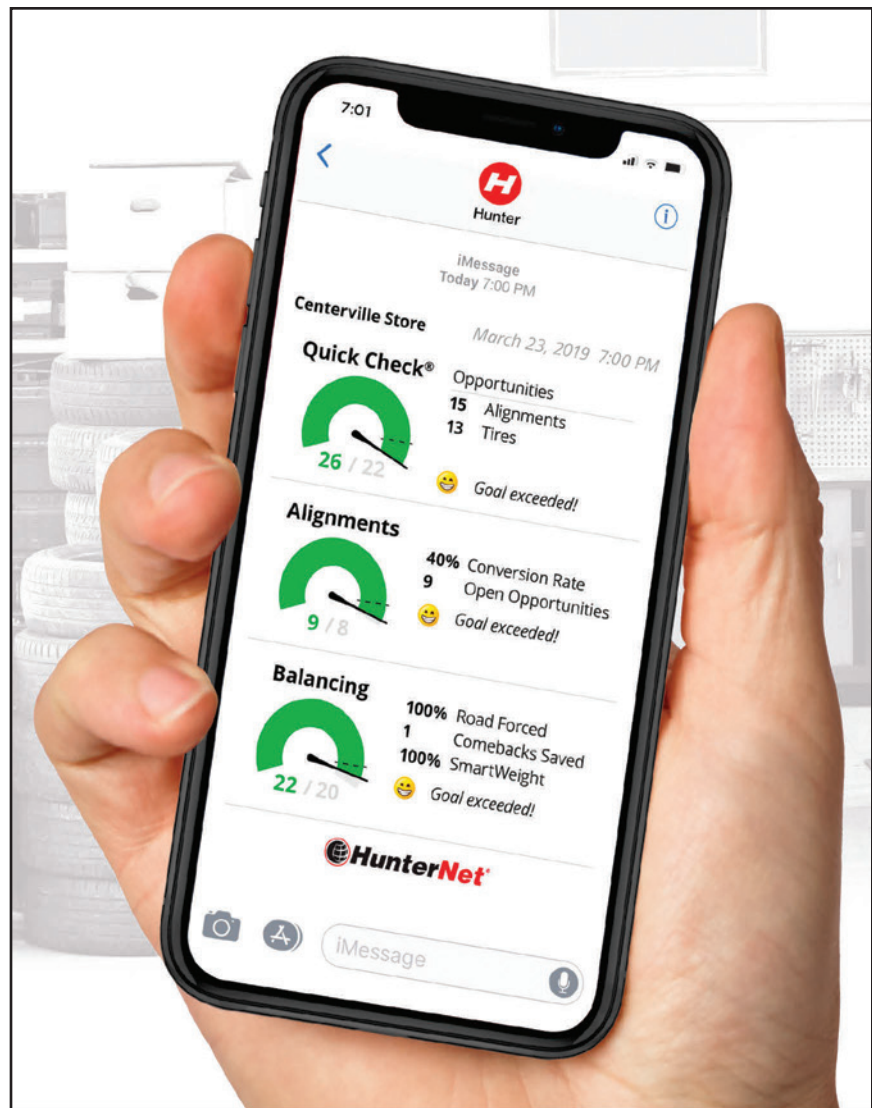 7:01
H
Hunter
iMessage
Today 7:00 PM
Centerville Store
March 23, 2019 7:00 PM
Quick Check®
26 / 22
Opportunities
15 Alignments
13 Tires
Goal exceeded!
Alignments
9 / 8
40% Conversion Rate
9 Open Opportunities
Goal exceeded!
Balancing
22 / 20
100% Road Forced
1 Comebacks Saved
100% SmartWeight
Goal exceeded!
HunterNet®
iMessage